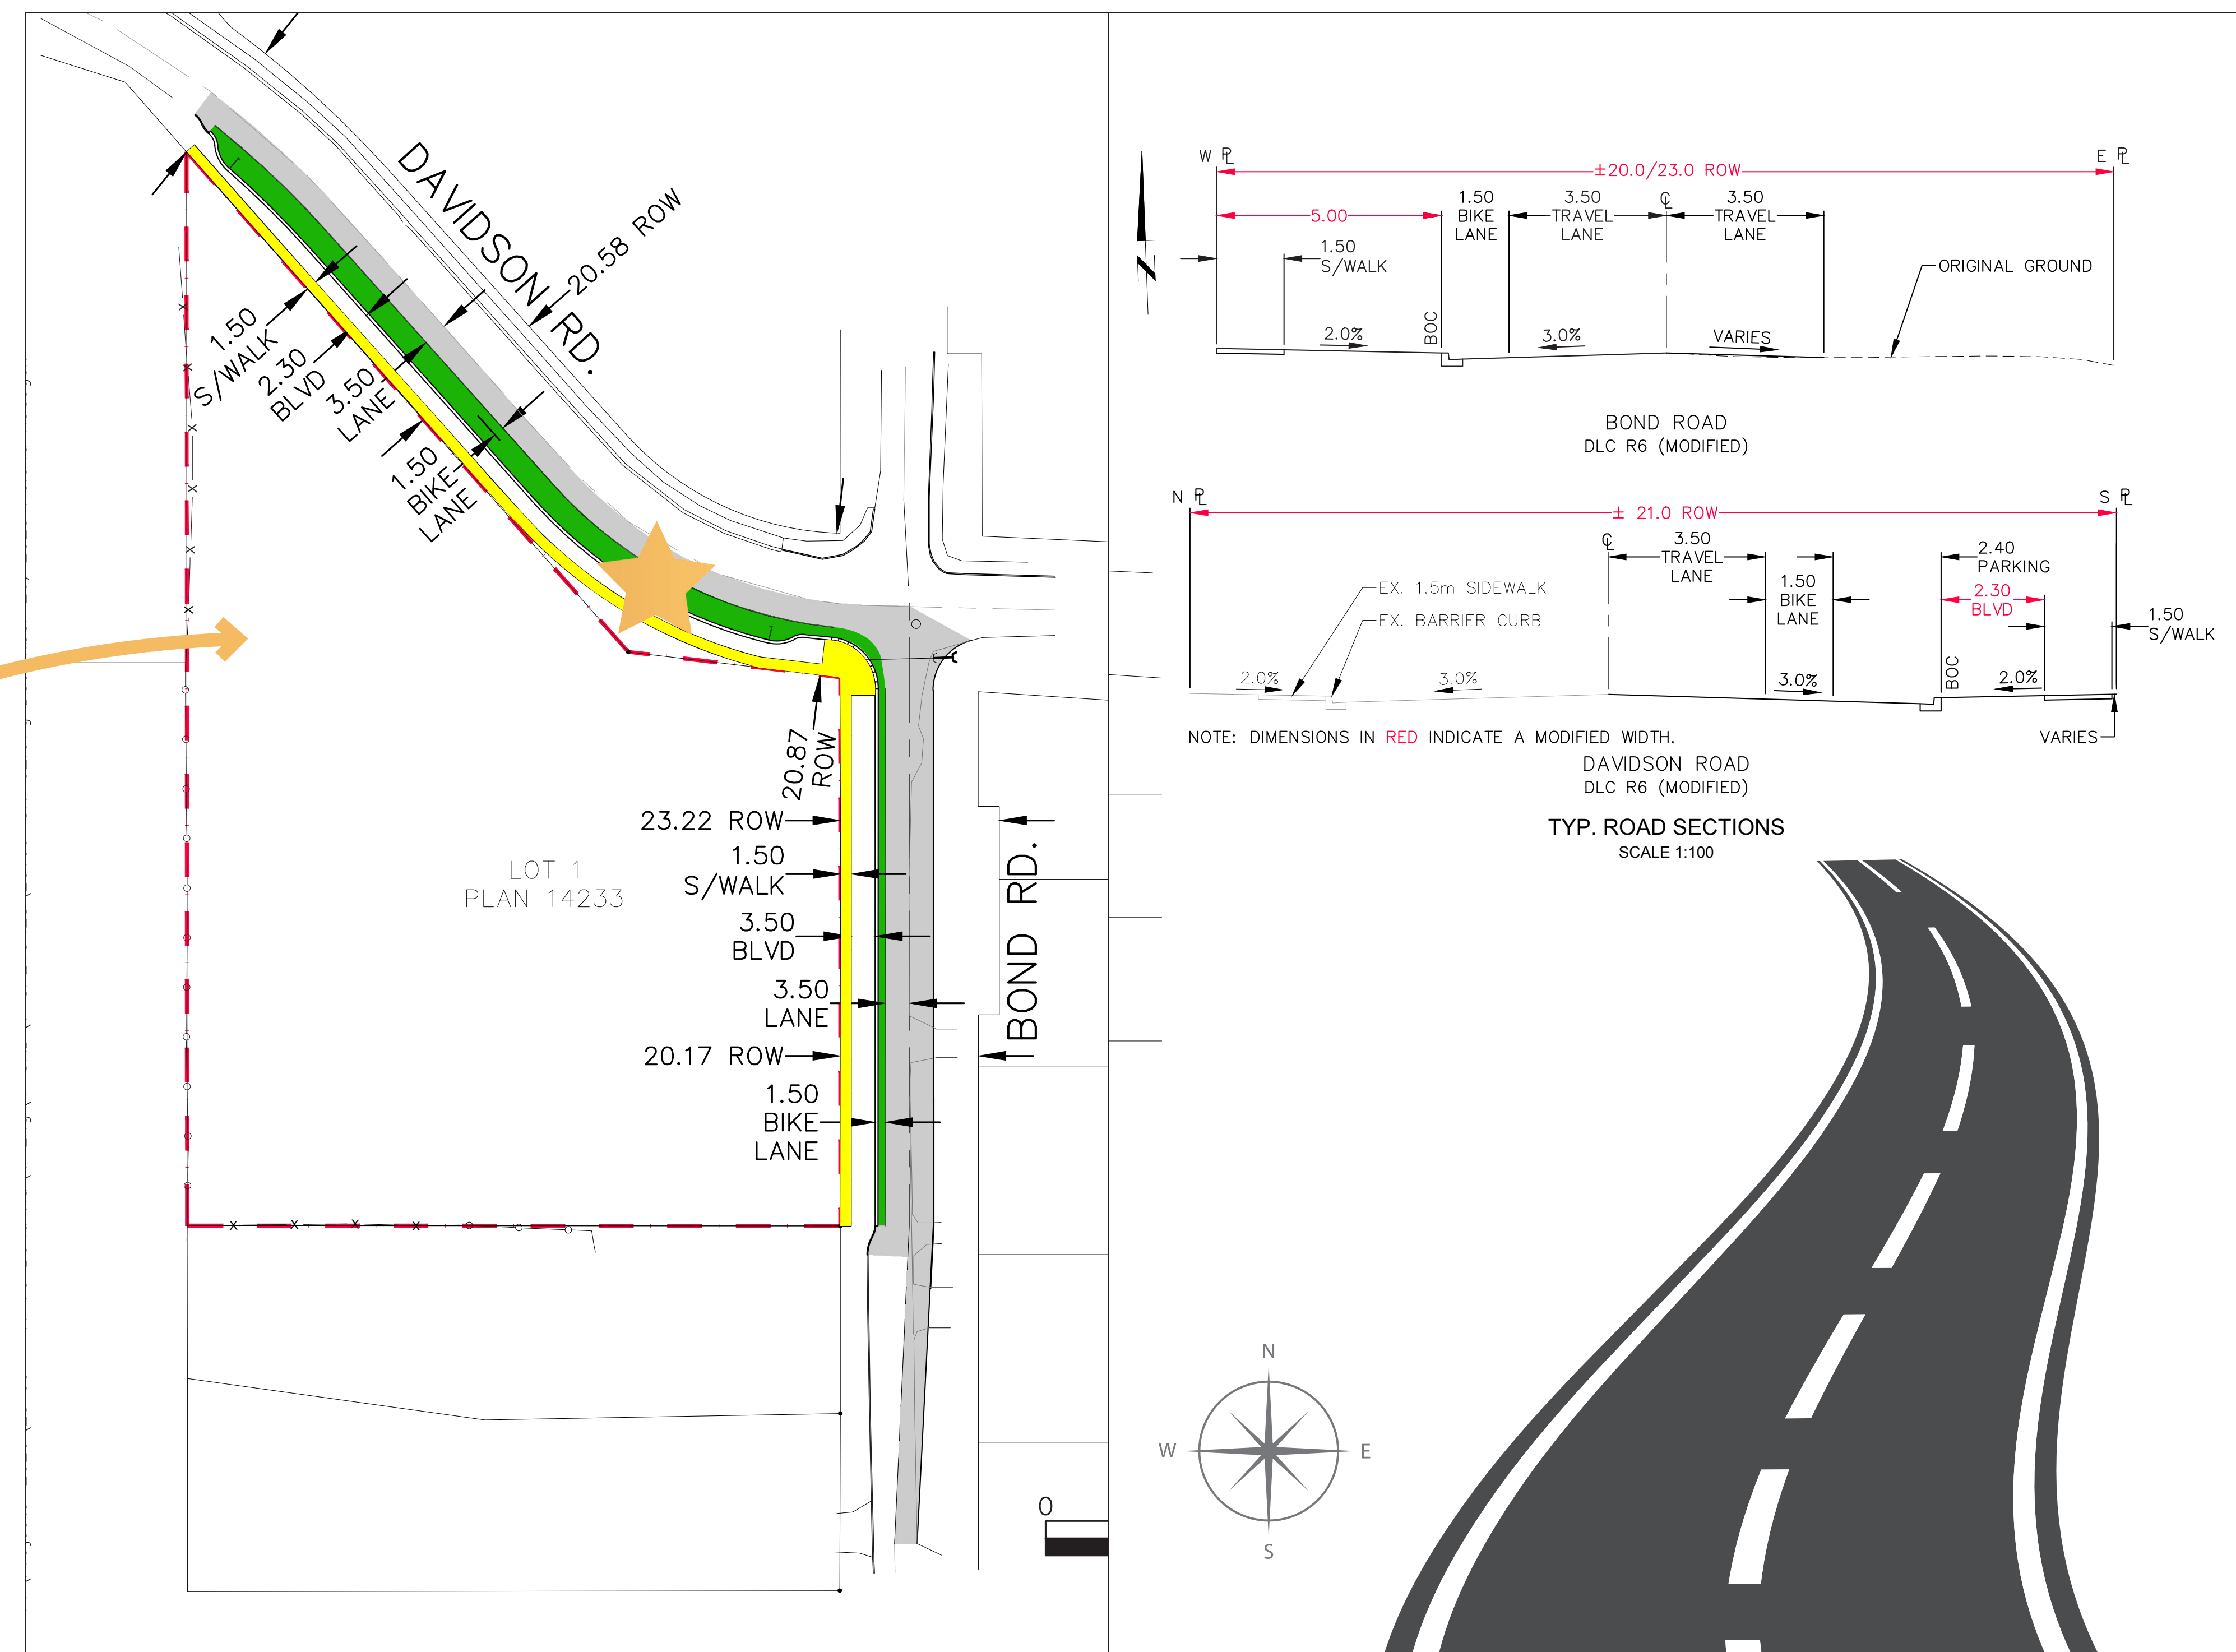 DAVIDSON RD.
20.58 ROW
1.50
S/WALK
2.30
BLVD
3.50
LANE
1.50
BIKE
LANE
20.87
ROW
23.22 ROW
1.50
S/WALK
3.50
BLVD
3.50
LANE
20.17 ROW
1.50
BIKE
LANE
BOND RD.
LOT 1
PLAN 14233
0
W PL
E PL
±20.0/23.0 ROW
5.00
1.50
BIKE
LANE
3.50
TRAVEL
LANE
CL
3.50
TRAVEL
LANE
1.50
S/WALK
ORIGINAL GROUND
2.0%
BOC
3.0%
VARIES
BOND ROAD
DLC R6 (MODIFIED)
N PL
S PL
± 21.0 ROW
CL
3.50
TRAVEL
LANE
1.50
BIKE
LANE
2.40
PARKING
2.30
BLVD
1.50
S/WALK
EX. 1.5m SIDEWALK
EX. BARRIER CURB
2.0%
3.0%
3.0%
BOC
2.0%
NOTE: DIMENSIONS IN RED INDICATE A MODIFIED WIDTH.
VARIES
DAVIDSON ROAD
DLC R6 (MODIFIED)
TYP. ROAD SECTIONS
SCALE 1:100
N
W
E
S